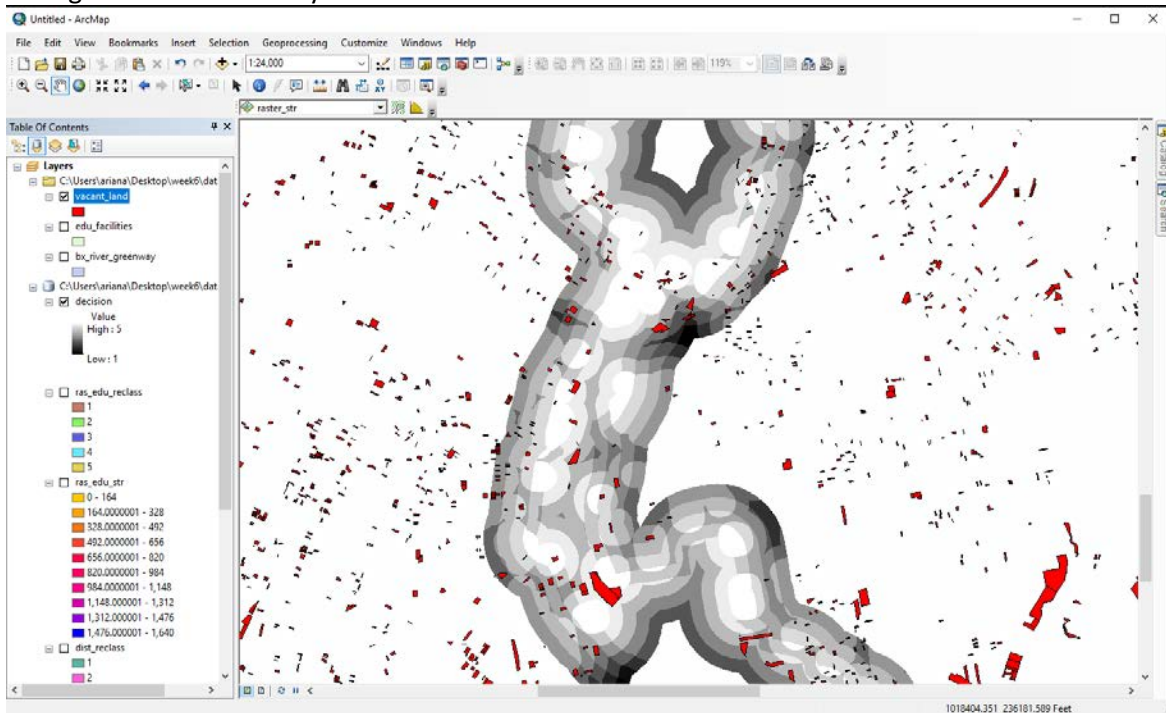 Untitled - ArcMap
File Edit View Bookmarks Insert Selection Geoprocessing Customize Windows Help
1:24,000
119%
raster_str
Table Of Contents
Layers
C:\Users\ariana\Desktop\week6\dat
vacant_land
edu_facilities
bx_river_greenway
C:\Users\ariana\Desktop\week6\dat
decision
Value
High : 5
Low : 1
ras_edu_reclass
1
2
3
4
5
ras_edu_str
0 - 164
164.0000001 - 328
328.0000001 - 492
492.0000001 - 656
656.0000001 - 820
820.0000001 - 984
984.0000001 - 1,148
1,148.000001 - 1,312
1,312.000001 - 1,476
1,476.000001 - 1,640
dist_reclass
1
2
Catalog
Search
1018404.351 236181.589 Feet